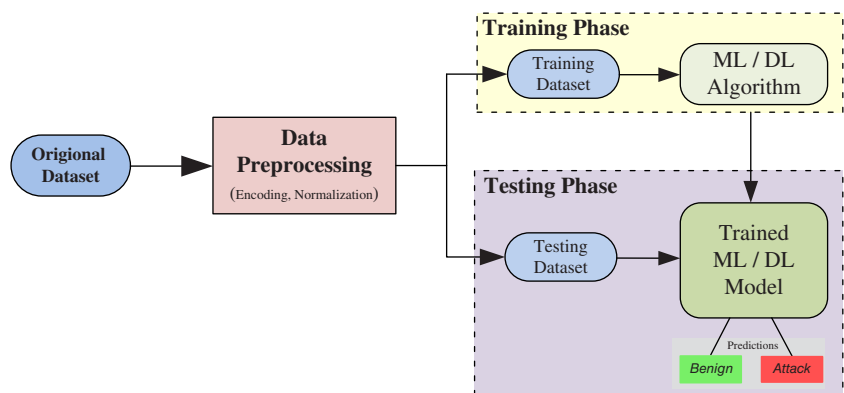 Training Phase
Training
Dataset
ML / DL
Algorithm
Origional
Dataset
Data
Preprocessing
(Encoding, Normalization)
Testing Phase
Testing
Dataset
Trained
ML / DL
Model
Predictions
Benign
Attack